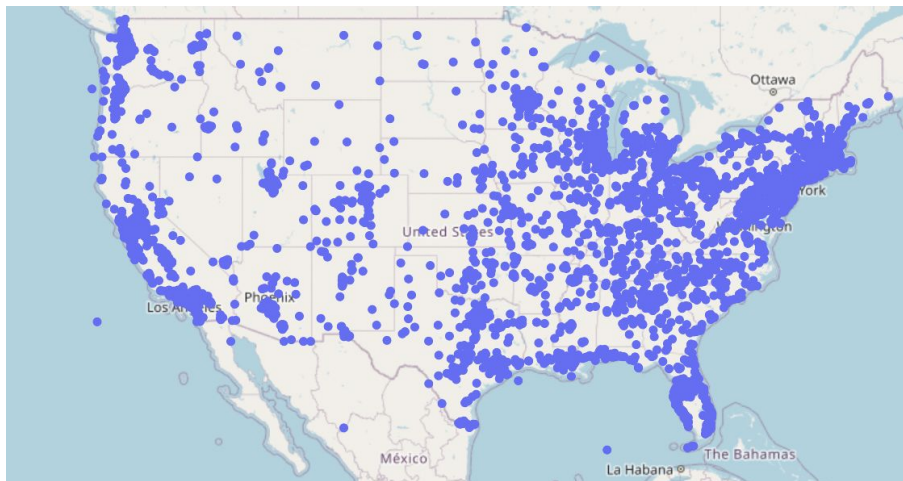 Ottawa
York
Washington
United States
Phoenix
Los Angeles
México
The Bahamas
La Habana